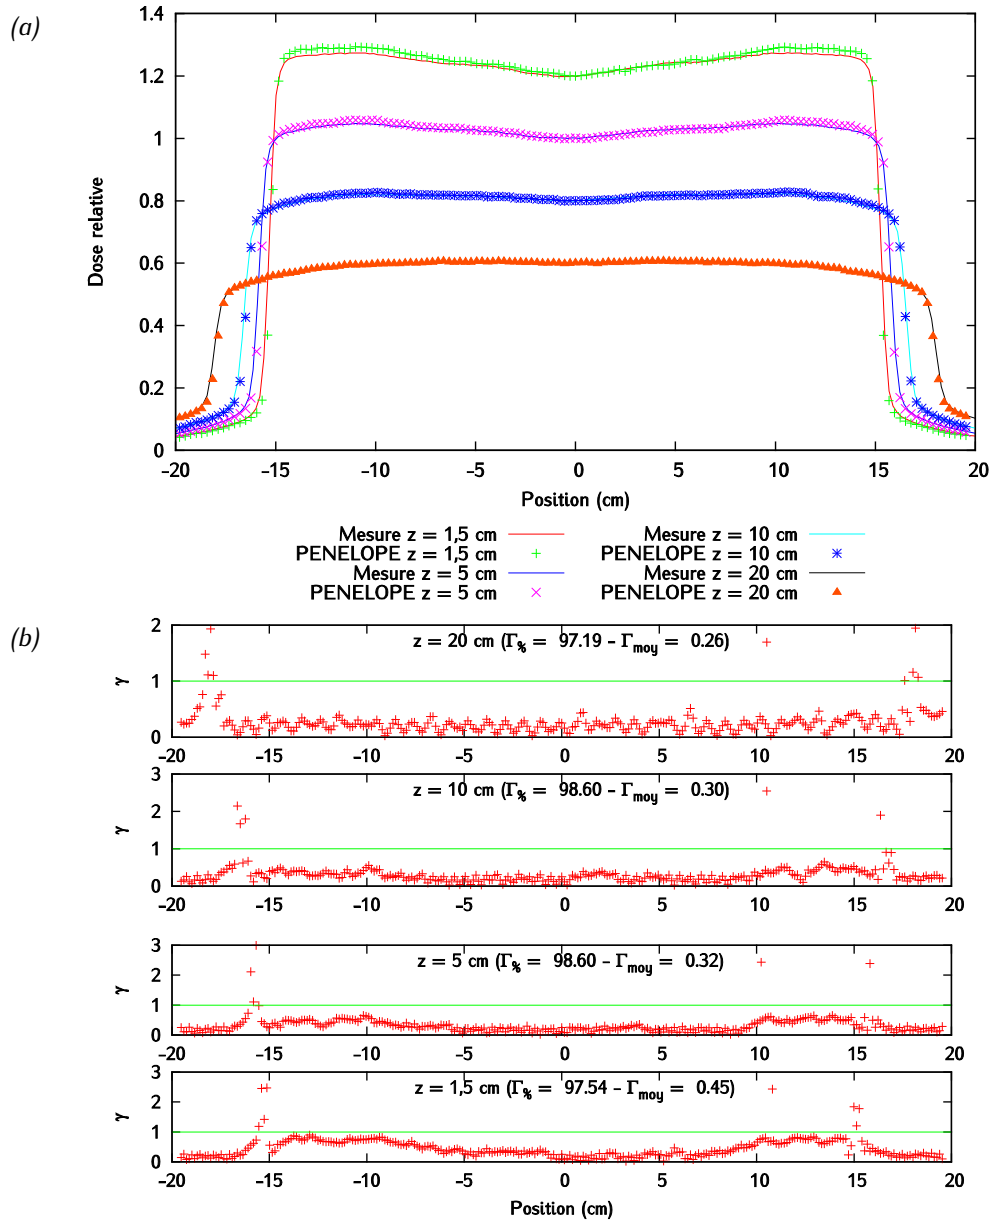 (a)
1.4
1.2
1
0.8
0.6
0.4
0.2
0
Dose relative
−20 −15 −10 −5 0 5 10 15 20
Position (cm)
Mesure z = 1,5 cm
PENELOPE z = 1,5 cm
Mesure z = 5 cm
PENELOPE z = 5 cm
Mesure z = 10 cm
PENELOPE z = 10 cm
Mesure z = 20 cm
PENELOPE z = 20 cm
(b)
z = 20 cm (Γ% = 97.19 − Γmoy = 0.26)
2
1
0
γ
−20 −15 −10 −5 0 5 10 15 20
z = 10 cm (Γ% = 98.60 − Γmoy = 0.30)
3
2
1
0
γ
−20 −15 −10 −5 0 5 10 15 20
z = 5 cm (Γ% = 98.60 − Γmoy = 0.32)
3
2
1
0
γ
−20 −15 −10 −5 0 5 10 15 20
z = 1,5 cm (Γ% = 97.54 − Γmoy = 0.45)
3
2
1
0
γ
−20 −15 −10 −5 0 5 10 15 20
Position (cm)